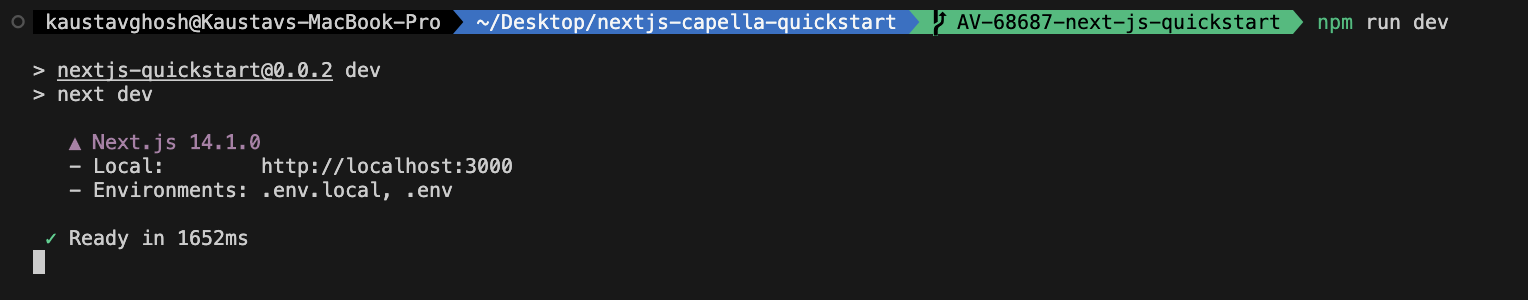 kaustavghosh@Kaustavs-MacBook-Pro ~/Desktop/nextjs-capella-quickstart AV-68687-next-js-quickstart npm run dev
> nextjs-quickstart@0.0.2 dev
> next dev
▲ Next.js 14.1.0
- Local: http://localhost:3000
- Environments: .env.local, .env
✓ Ready in 1652ms